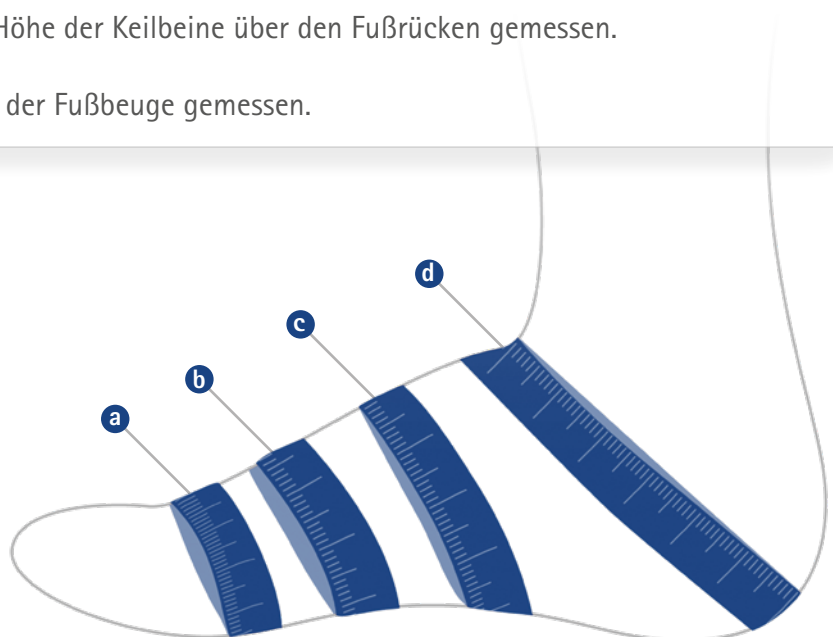 Höhe der Keilbeine über den Fußrücken gemessen.
der Fußbeuge gemessen.
d
c
b
a